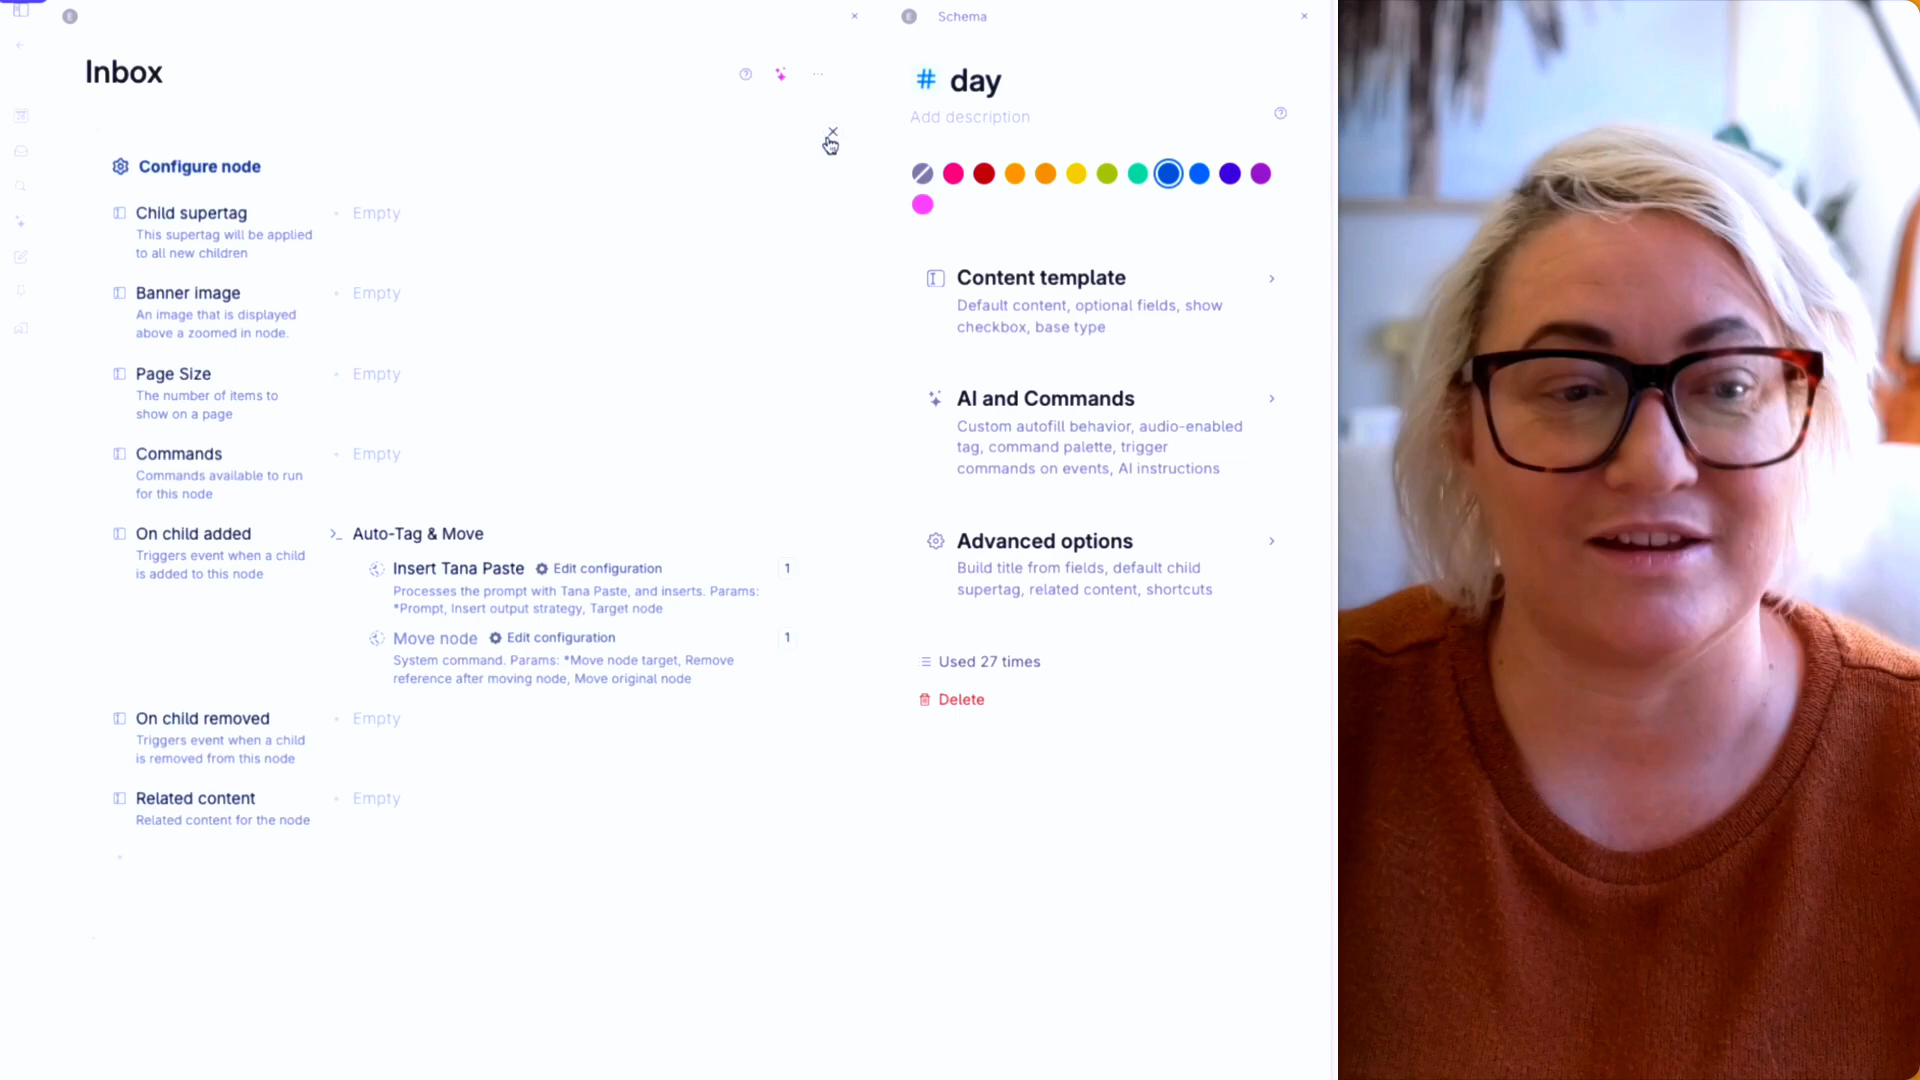 Inbox
Configure node
Child supertag
Empty
This supertag will be applied
to all new children
Banner image
Empty
An image that is displayed
above a zoomed in node.
Page Size
Empty
The number of items to
show on a page
Commands
Empty
Commands available to run
for this node
On child added
Auto-Tag & Move
Triggers event when a child
is added to this node
Insert Tana Paste
Edit configuration
1
Processes the prompt with Tana Paste, and inserts. Params:
*Prompt, Insert output strategy, Target node
Move node
Edit configuration
1
System command. Params: *Move node target, Remove
reference after moving node, Move original node
On child removed
Empty
Triggers event when a child
is removed from this node
Related content
Empty
Related content for the node
E
Schema
# day
Add description
Content template
Default content, optional fields, show
checkbox, base type
AI and Commands
Custom autofill behavior, audio-enabled
tag, command palette, trigger
commands on events, AI instructions
Advanced options
Build title from fields, default child
supertag, related content, shortcuts
Used 27 times
Delete